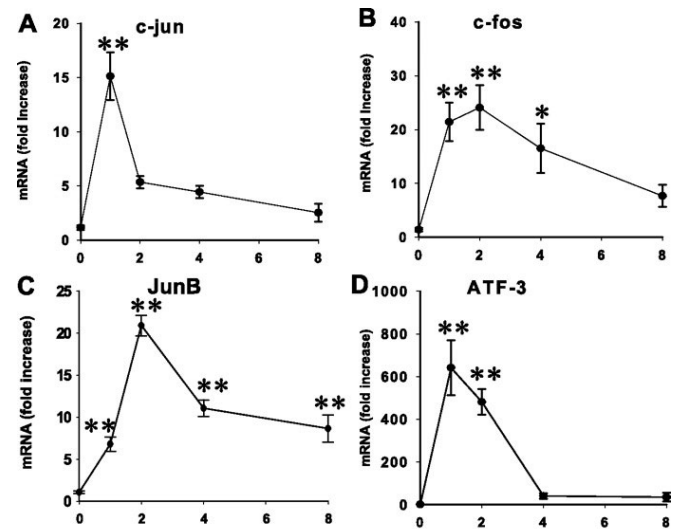 A
c-jun
mRNA (fold increase)
20
15
10
5
0
**
0 2 4 6 8
B
c-fos
mRNA (fold increase)
40
30
20
10
0
**
**
*
0 2 4 6 8
C
JunB
mRNA (fold increase)
25
20
15
10
5
0
**
**
**
**
0 2 4 6 8
D
ATF-3
mRNA (fold increase)
1000
800
600
400
200
0
**
**
0 2 4 6 8